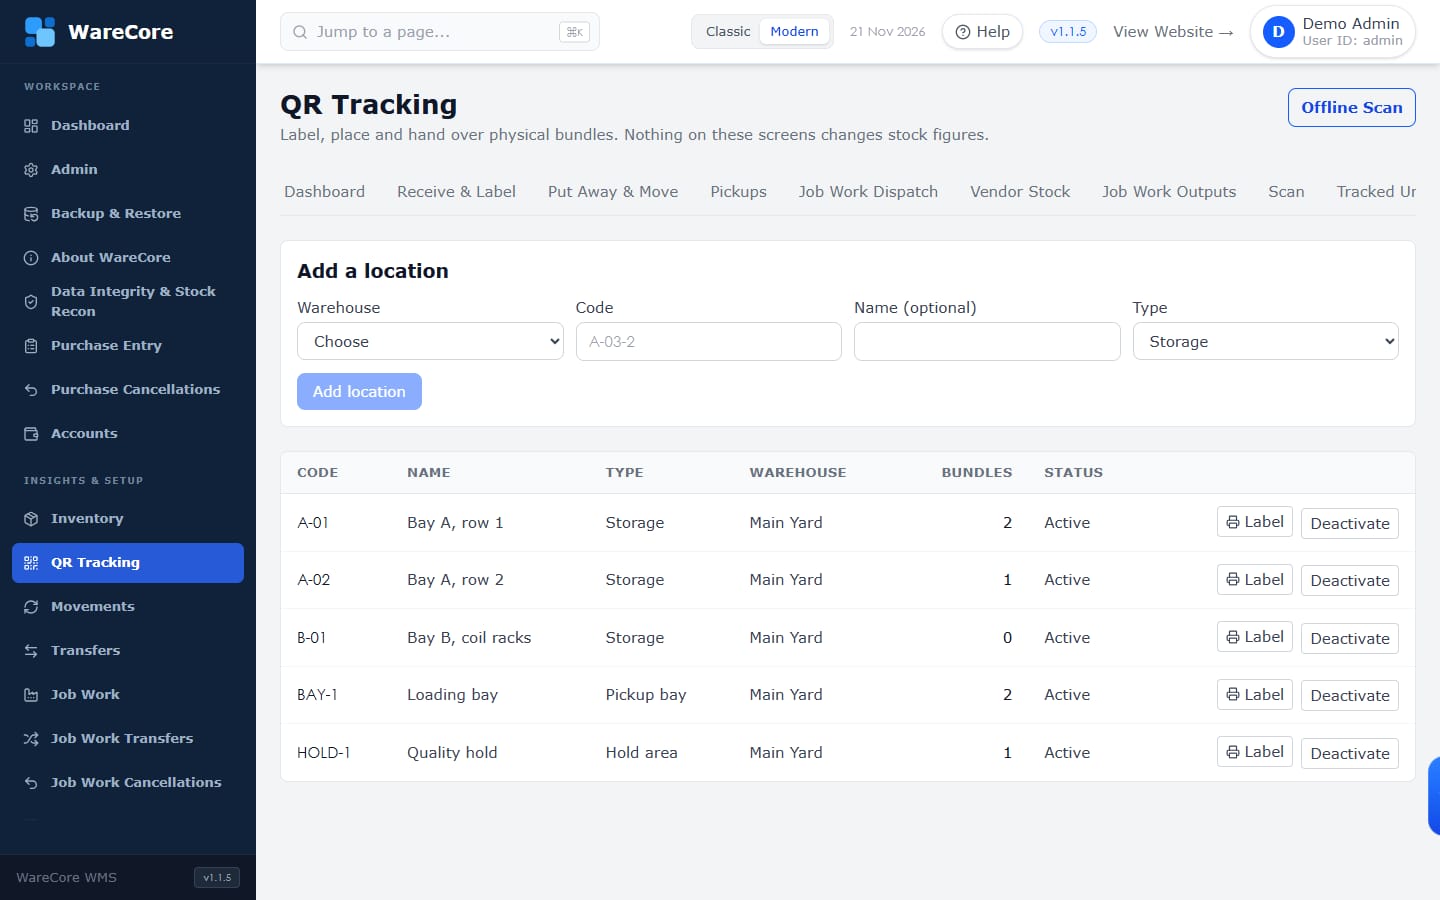 WareCore
Jump to a page...
⌘K
Classic
Modern
21 Nov 2026
Help
v1.1.5
View Website →
D
Demo Admin
User ID: admin
WORKSPACE
Dashboard
Admin
Backup & Restore
About WareCore
Data Integrity & Stock
Recon
Purchase Entry
Purchase Cancellations
Accounts
INSIGHTS & SETUP
Inventory
QR Tracking
Movements
Transfers
Job Work
Job Work Transfers
Job Work Cancellations
WareCore WMS
v1.1.5
QR Tracking
Label, place and hand over physical bundles. Nothing on these screens changes stock figures.
Offline Scan
Dashboard
Receive & Label
Put Away & Move
Pickups
Job Work Dispatch
Vendor Stock
Job Work Outputs
Scan
Tracked
Add a location
Warehouse
Code
Name (optional)
Type
Choose
A-03-2
Storage
Add location
CODE NAME TYPE WAREHOUSE BUNDLES STATUS
A-01 Bay A, row 1 Storage Main Yard 2 Active Label Deactivate
A-02 Bay A, row 2 Storage Main Yard 1 Active Label Deactivate
B-01 Bay B, coil racks Storage Main Yard 0 Active Label Deactivate
BAY-1 Loading bay Pickup bay Main Yard 2 Active Label Deactivate
HOLD-1 Quality hold Hold area Main Yard 1 Active Label Deactivate